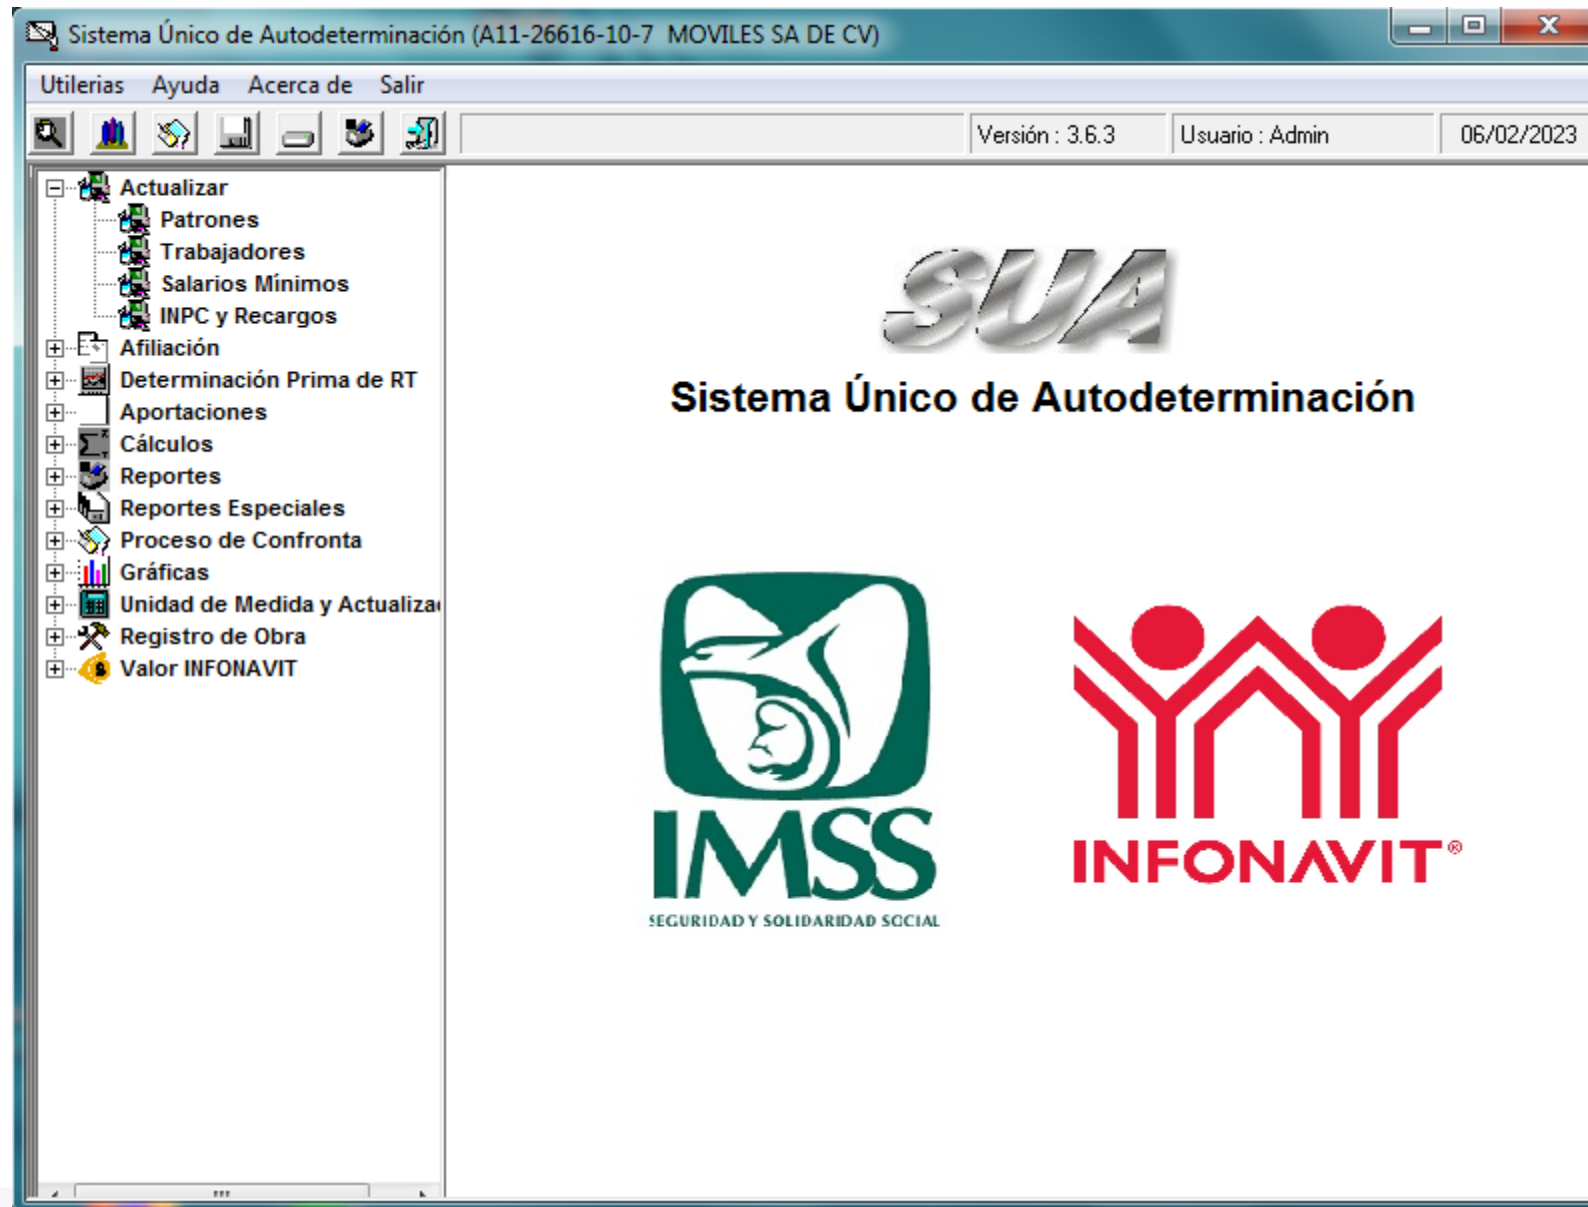 Sistema Único de Autodeterminación (A11-26616-10-7 MOVILES SA DE CV)
Utilerias Ayuda Acerca de Salir
Versión : 3.6.3 Usuario : Admin 06/02/2023
Actualizar
Patrones
Trabajadores
Salarios Mínimos
INPC y Recargos
Afiliación
Determinación Prima de RT
Aportaciones
Cálculos
Reportes
Reportes Especiales
Proceso de Confronta
Gráficas
Unidad de Medida y Actualiza
Registro de Obra
Valor INFONAVIT
SUA
Sistema Único de Autodeterminación
IMSS
SEGURIDAD Y SOLIDARIDAD SOCIAL
INFONAVIT®